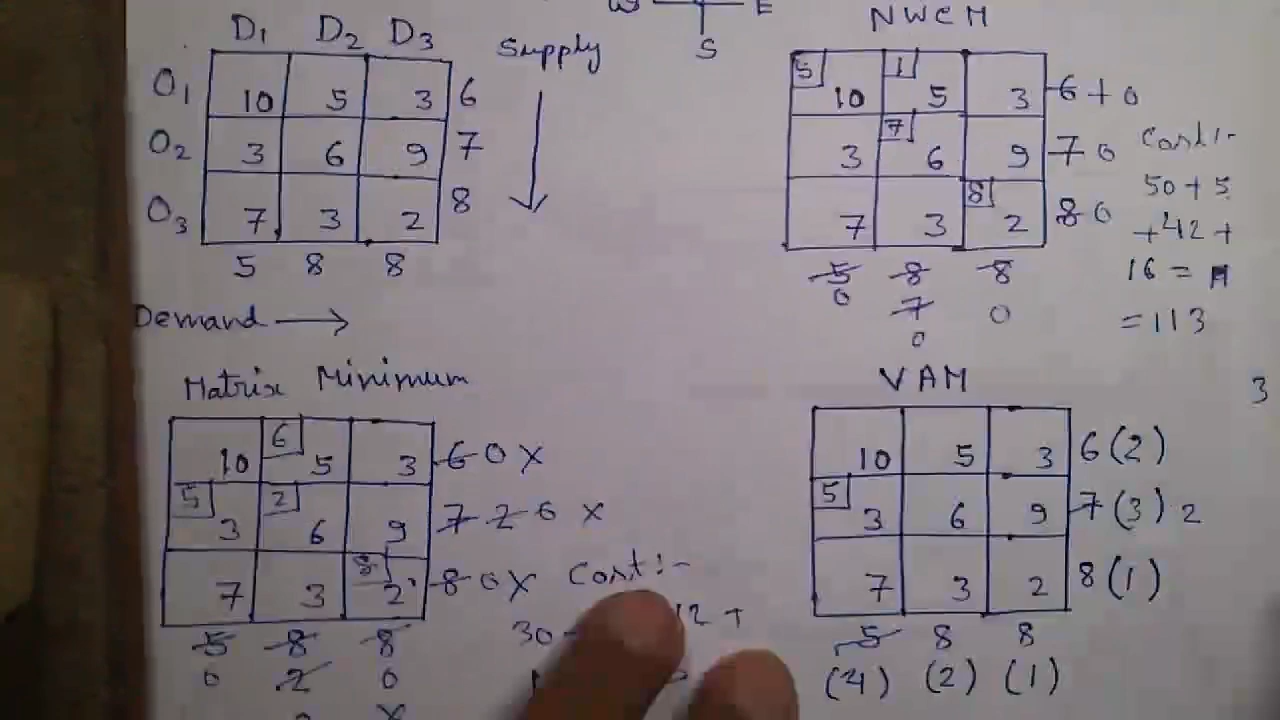 W E
S
D1 D2 D3 Supply
O1 10 5 3 6
O2 3 6 9 7
O3 7 3 2 8
5 8 8
Demand
NWCM
5 10 1 5 3 6 + 0
3 7 6 9 7 0
7 3 8 2 8 0
5 8 8
0 7 0
0
Cost:-
50 + 5
+ 42 +
16 =
= 113
Matrix Minimum
10 6 5 3 6 0 X
5 3 2 6 9 7 2 0 X
7 3 8 2 8 0 X
5 8 8
0 2 0
X
Cost:-
12 +
30
VAM
3
10 5 3 6 (2)
5 3 6 9 7 (3) 2
7 3 2 8 (1)
5 8 8
(4) (2) (1)